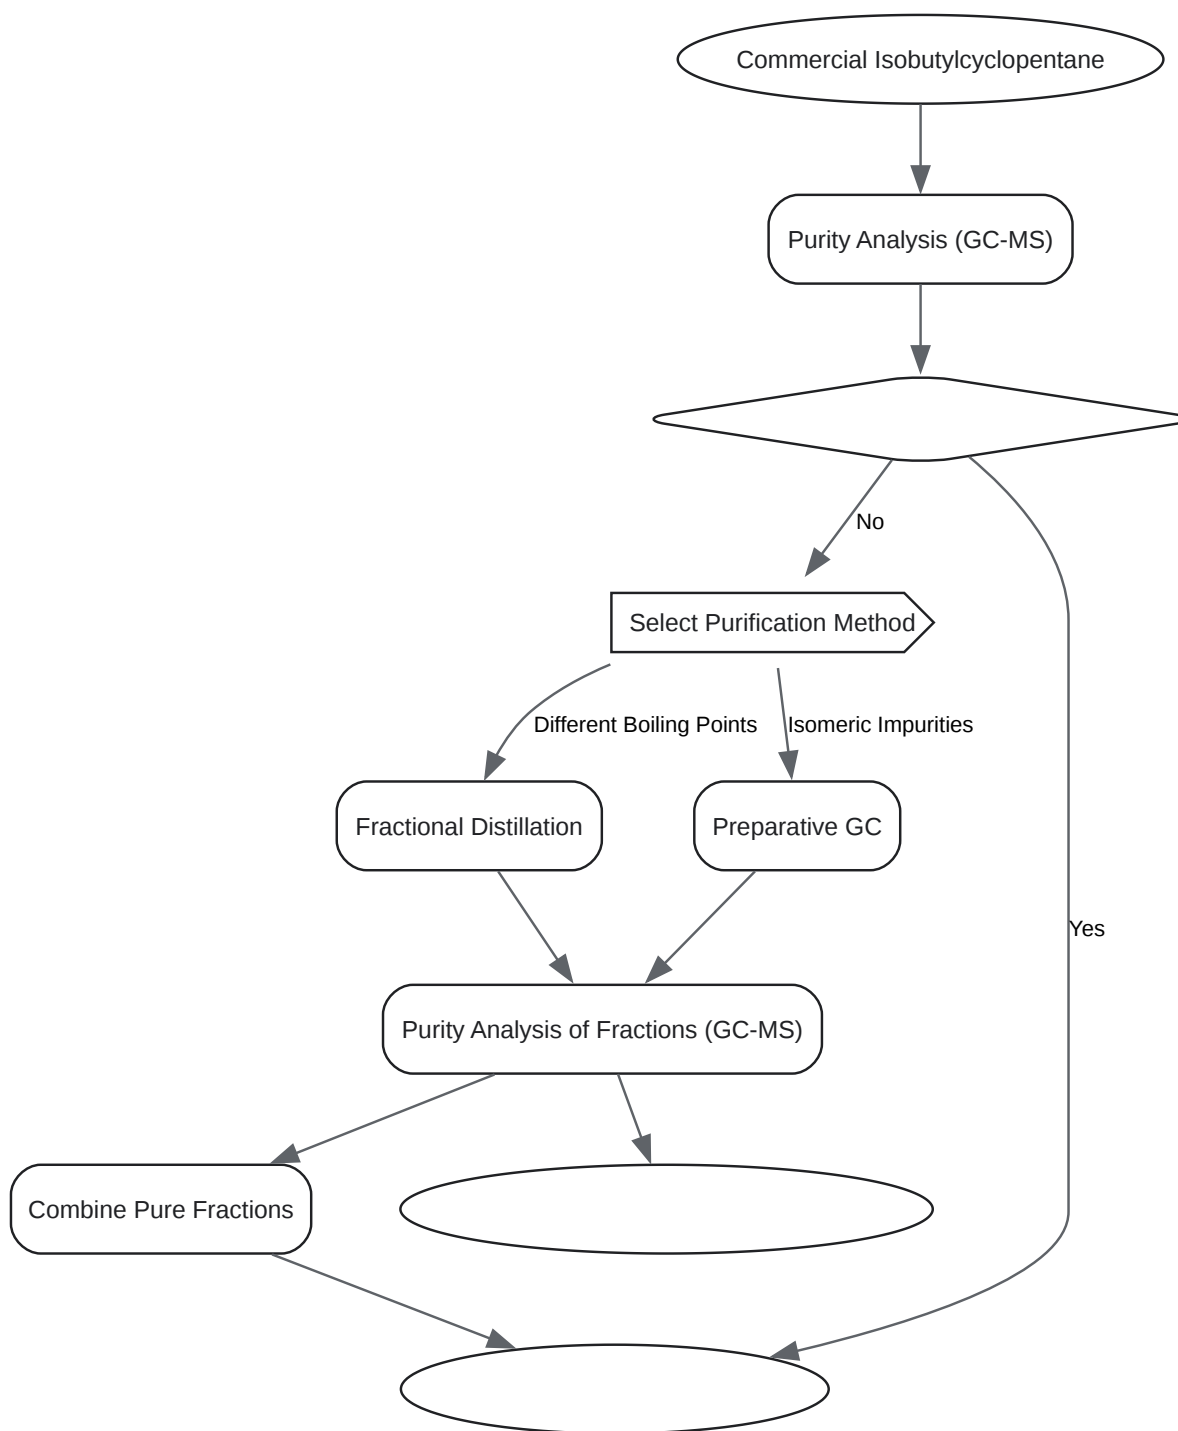 Commercial Isobutylcyclopentane
Purity Analysis (GC-MS)
No
Select Purification Method
Different Boiling Points
Isomeric Impurities
Fractional Distillation
Preparative GC
Yes
Purity Analysis of Fractions (GC-MS)
Combine Pure Fractions